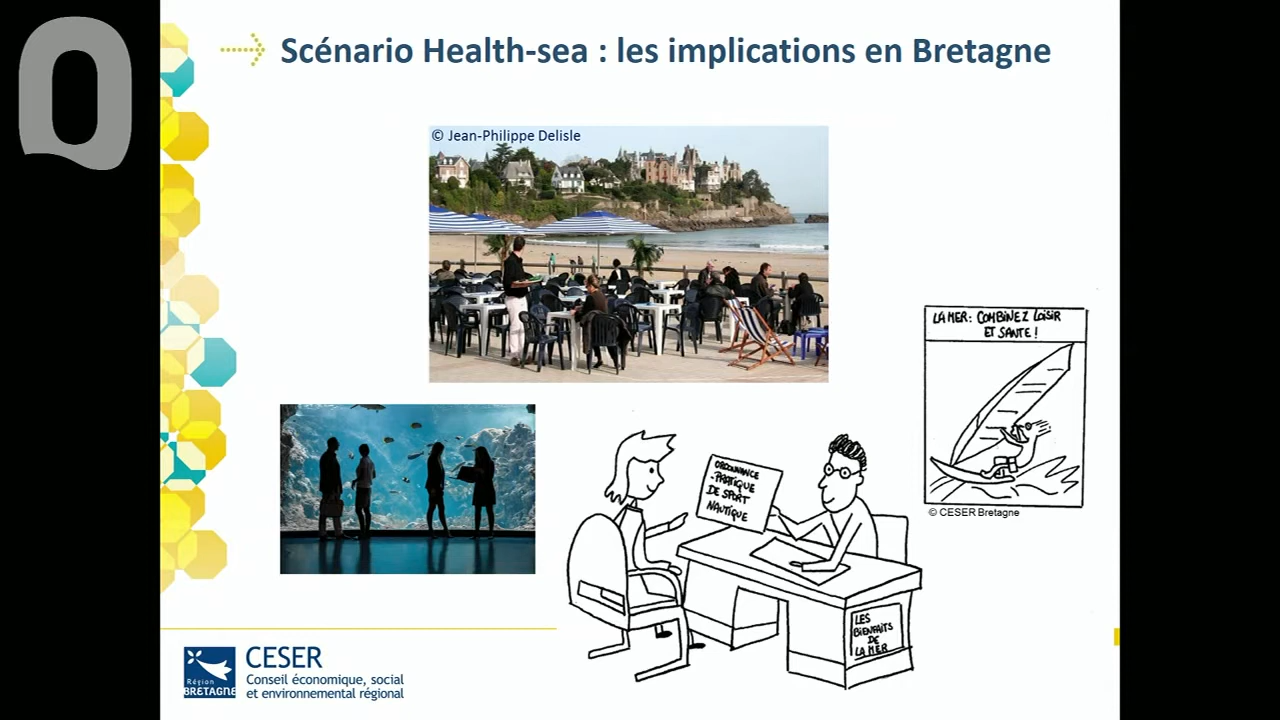 Scénario Health-sea : les implications en Bretagne
© Jean-Philippe Delisle
LA MER: COMBINEZ LOISIR
ET SANTE !
© CESER Bretagne
ORDONNANCE
-PRATIQUE
DE SPORT
NAUTIQUE
LES
BIENFAITS
DE
LA MER
Région
BRETAGNE
CESER
Conseil économique, social
et environnemental régional